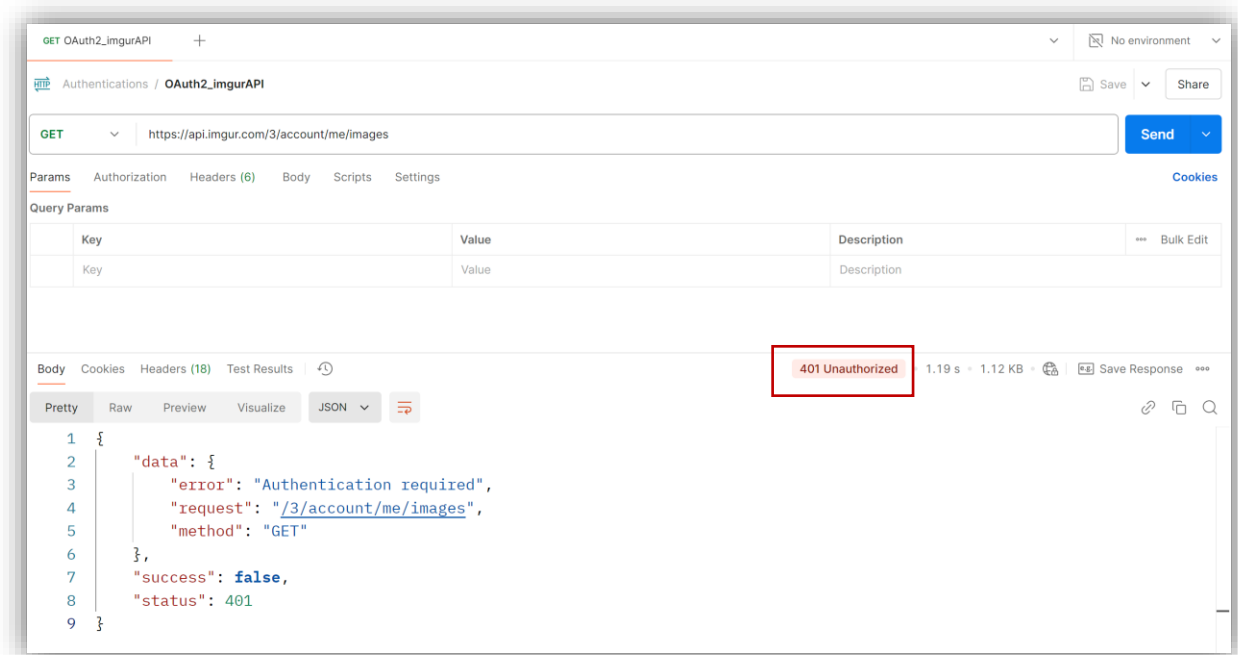 GET OAuth2_imgurAPI + No environment
HTTP Authentications / OAuth2_imgurAPI Save Share
GET https://api.imgur.com/3/account/me/images Send
Params Authorization Headers (6) Body Scripts Settings Cookies
Query Params
Key Value Description Bulk Edit
Key Value Description
Body Cookies Headers (18) Test Results 401 Unauthorized 1.19 s 1.12 KB e.g. Save Response
Pretty Raw Preview Visualize JSON
1 {
2 "data": {
3 "error": "Authentication required",
4 "request": "/3/account/me/images",
5 "method": "GET"
6 },
7 "success": false,
8 "status": 401
9 }